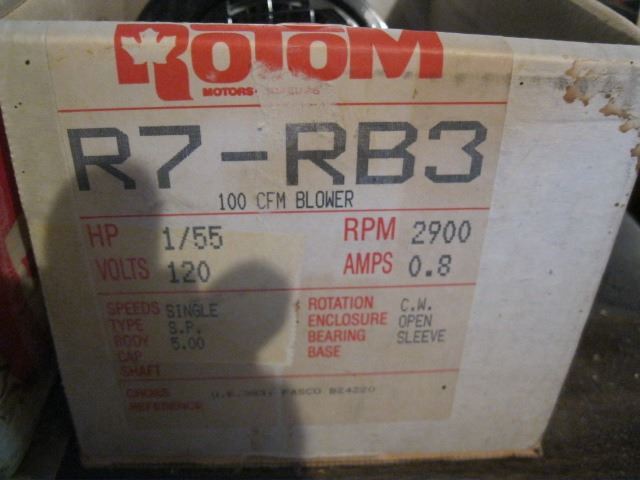 ROTOM
MOTORS
R7-RB3
100 CFM BLOWER
HP 1/55 RPM 2900
VOLTS 120 AMPS 0.8
SPEEDS SINGLE ROTATION C.W.
TYPE S.P. ENCLOSURE OPEN
BODY 5.00 BEARING SLEEVE
CAP BASE
SHAFT
CROSS
REFERENCE FASCO